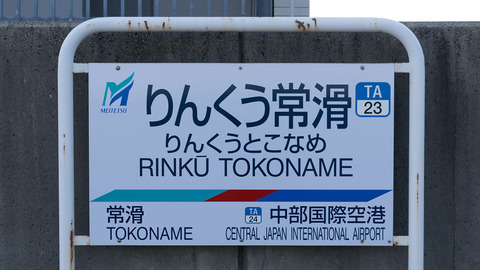 MEITETSU
りんくう常滑
TA
23
りんくうとこなめ
RINKŪ TOKONAME
常滑
TOKONAME
TA
24
中部国際空港
CENTRAL JAPAN INTERNATIONAL AIRPORT